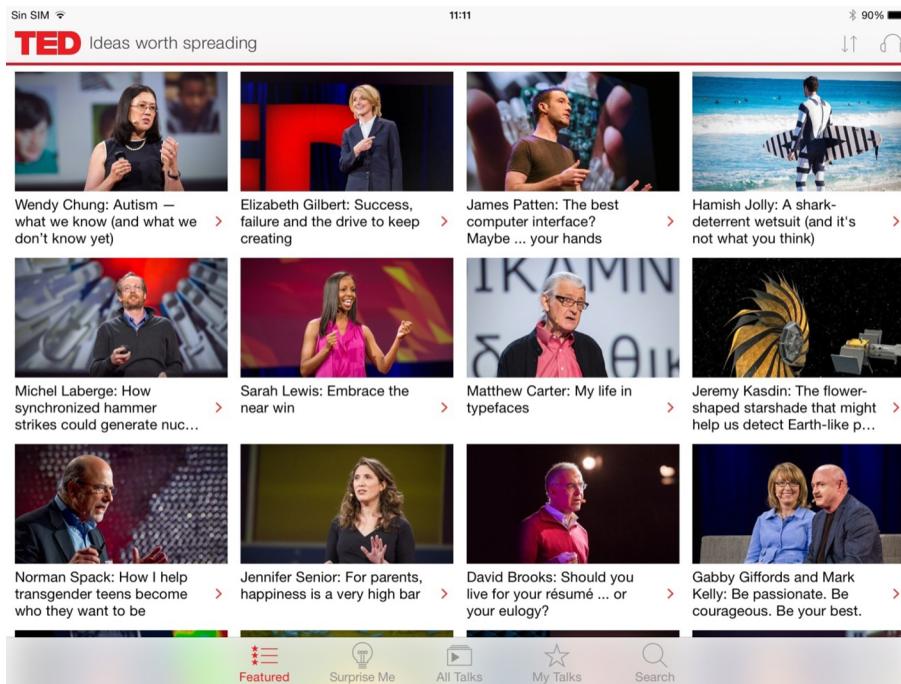 Sin SIM
11:11
90%
TED Ideas worth spreading
Wendy Chung: Autism —
what we know (and what we
don't know yet)
Elizabeth Gilbert: Success,
failure and the drive to keep
creating
James Patten: The best
computer interface?
Maybe ... your hands
Hamish Jolly: A shark-
deterrent wetsuit (and it's
not what you think)
IKAMN
Michel Laberge: How
synchronized hammer
strikes could generate nuc...
Sarah Lewis: Embrace the
near win
Matthew Carter: My life in
typefaces
Jeremy Kasdin: The flower-
shaped starshade that might
help us detect Earth-like p...
Norman Spack: How I help
transgender teens become
who they want to be
Jennifer Senior: For parents,
happiness is a very high bar
David Brooks: Should you
live for your résumé ... or
your eulogy?
Gabby Giffords and Mark
Kelly: Be passionate. Be
courageous. Be your best.
Featured
Surprise Me
All Talks
My Talks
Search